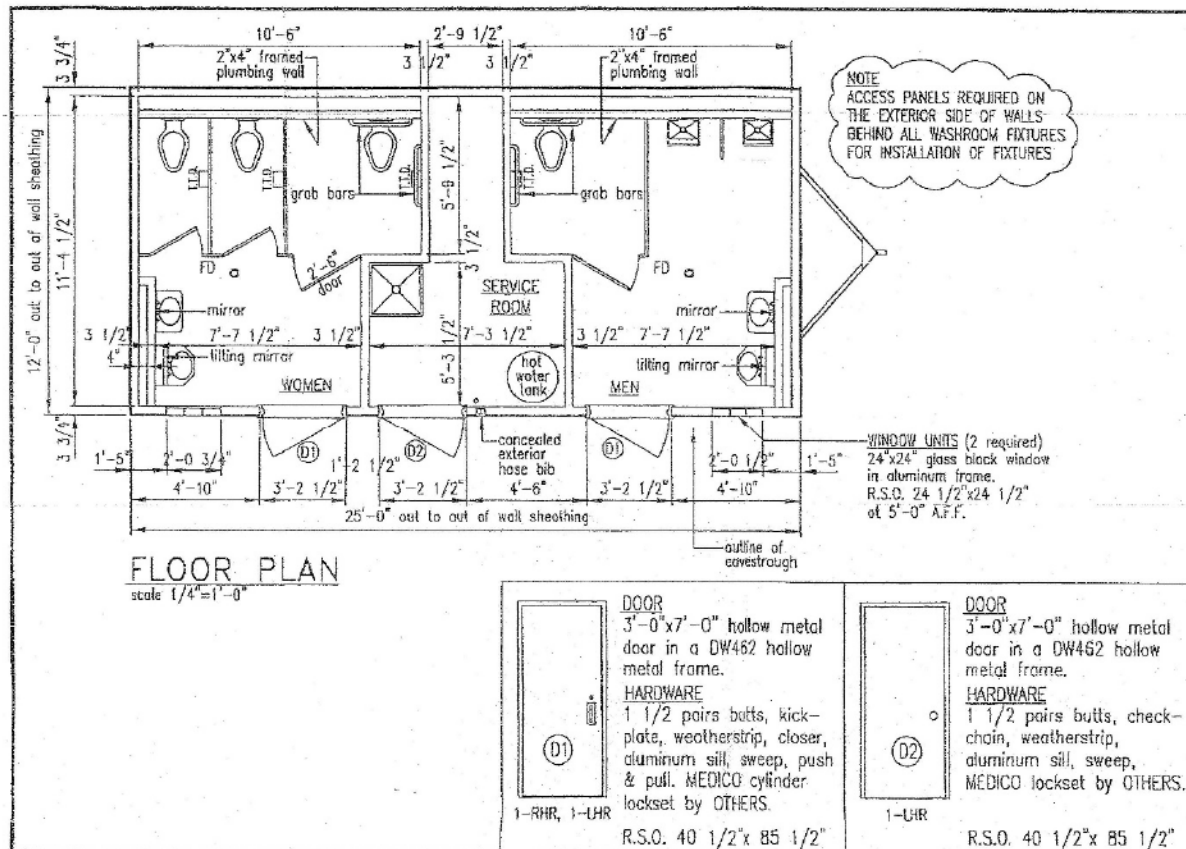 10'-6"
2'-9 1/2"
10'-6"
3 1/2"
3 1/2"
3 3/4"
2"x4" framed
plumbing wall
2"x4" framed
plumbing wall
NOTE
ACCESS PANELS REQUIRED ON
THE EXTERIOR SIDE OF WALLS
BEHIND ALL WASHROOM FIXTURES
FOR INSTALLATION OF FIXTURES
12'-0" out to out of wall sheathing
11'-4 1/2"
T.T.D.
T.T.D.
T.T.D.
T.T.D.
grab bars
grab bars
5'-9 1/2"
3 1/2"
FD
2'-6"
door
SERVICE
ROOM
FD
mirror
mirror
3 1/2"
7'-7 1/2"
3 1/2"
7'-3 1/2"
3 1/2"
7'-7 1/2"
4"
tilting mirror
5'-3 1/2"
hot
water
tank
tilting mirror
WOMEN
MEN
3 3/4"
D1
D2
D1
concealed
exterior
hose bib
WINDOW UNITS (2 required)
24"x24" glass block window
in aluminum frame.
R.S.O. 24 1/2"x24 1/2"
at 5'-0" A.F.F.
1'-5"
2'-0 3/4"
1'-2 1/2"
2'-0 1/2"
1'-5"
4'-10"
3'-2 1/2"
3'-2 1/2"
4'-6"
3'-2 1/2"
4'-10"
25'-0" out to out of wall sheathing
outline of
eavestrough
FLOOR PLAN
scale 1/4"=1'-0"
D1
1-RHR, 1-LHR
DOOR
3'-0"x7'-0" hollow metal
door in a DW462 hollow
metal frame.
HARDWARE
1 1/2 pairs butts, kick-
plate, weatherstrip, closer,
aluminum sill, sweep, push
& pull. MEDICO cylinder
lockset by OTHERS.
R.S.O. 40 1/2"x 85 1/2"
D2
1-LHR
DOOR
3'-0"x7'-0" hollow metal
door in a DW462 hollow
metal frame.
HARDWARE
1 1/2 pairs butts, check-
chain, weatherstrip,
aluminum sill, sweep,
MEDICO lockset by OTHERS.
R.S.O. 40 1/2"x 85 1/2"